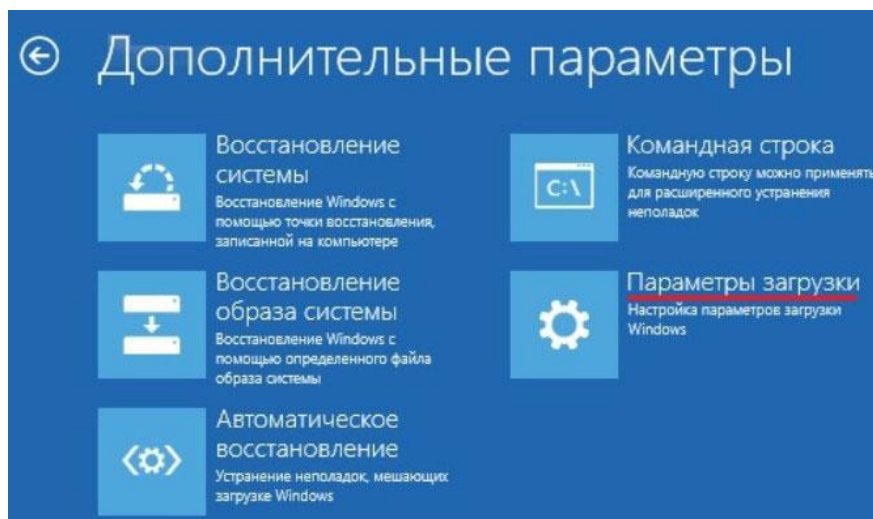 Дополнительные параметры
Восстановление
системы
Восстановление Windows с
помощью точки восстановления,
записанной на компьютере
Восстановление
образа системы
Восстановление Windows с
помощью определенного файла
образа системы
Автоматическое
восстановление
Устранение неполадок, мешающих
загрузке Windows
C:\
Командная строка
Командную строку можно применять
для расширенного устранения
неполадок
Параметры загрузки
Настройка параметров загрузки
Windows